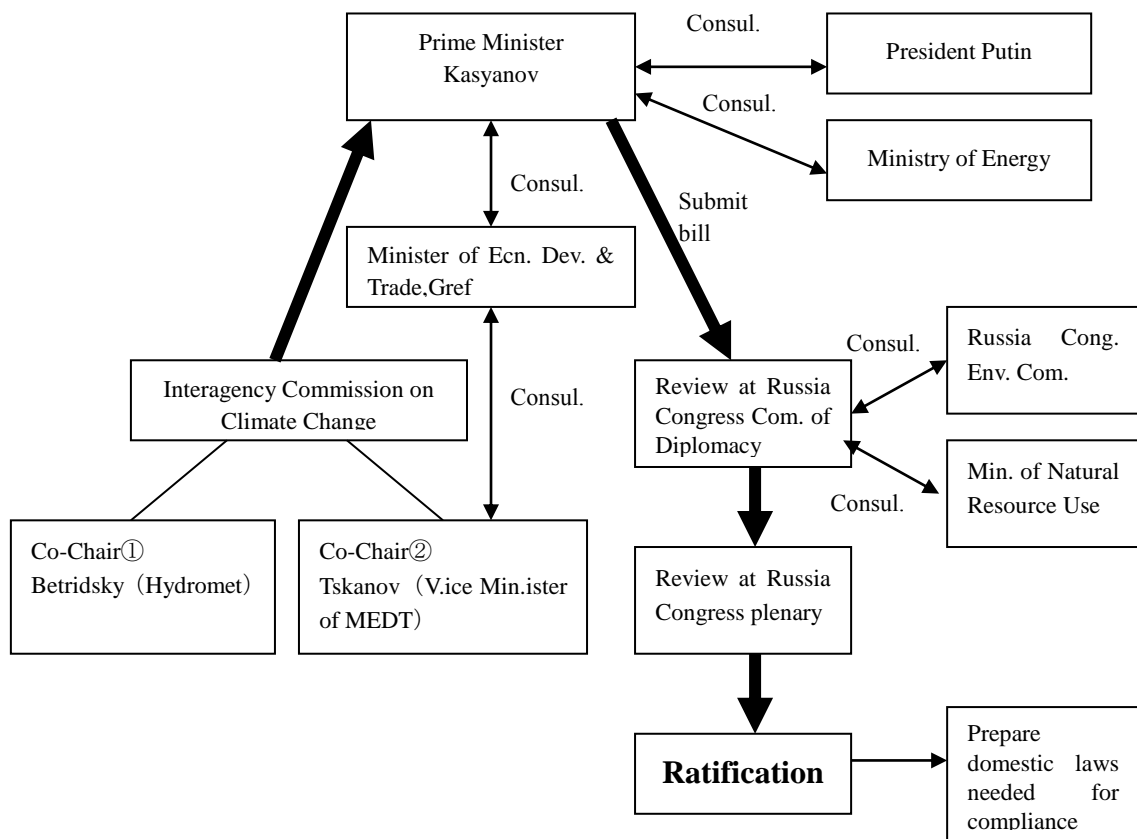 Prime Minister
Kasyanov
Consul.
President Putin
Consul.
Ministry of Energy
Consul.
Submit
bill
Minister of Ecn. Dev. &
Trade,Gref
Interagency Commission on
Climate Change
Consul.
Review at Russia
Congress Com. of
Diplomacy
Consul.
Russia Cong.
Env. Com.
Consul.
Min. of Natural
Resource Use
Co-Chair①
Betridsky（Hydromet）
Co-Chair②
Tskanov（V.ice Min.ister
of MEDT）
Review at Russia
Congress plenary
Ratification
Prepare
domestic laws
needed for
compliance